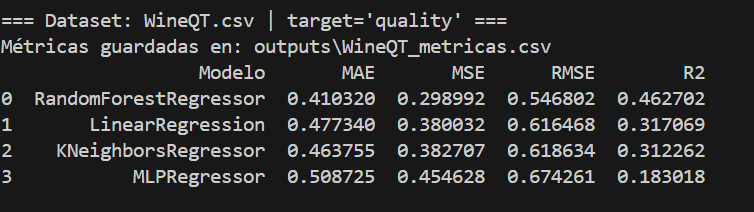 === Dataset: WineQT.csv | target='quality' ===
Métricas guardadas en: outputs\WineQT_metricas.csv
Modelo MAE MSE RMSE R2
0 RandomForestRegressor 0.410320 0.298992 0.546802 0.462702
1 LinearRegression 0.477340 0.380032 0.616468 0.317069
2 KNeighborsRegressor 0.463755 0.382707 0.618634 0.312262
3 MLPRegressor 0.508725 0.454628 0.674261 0.183018